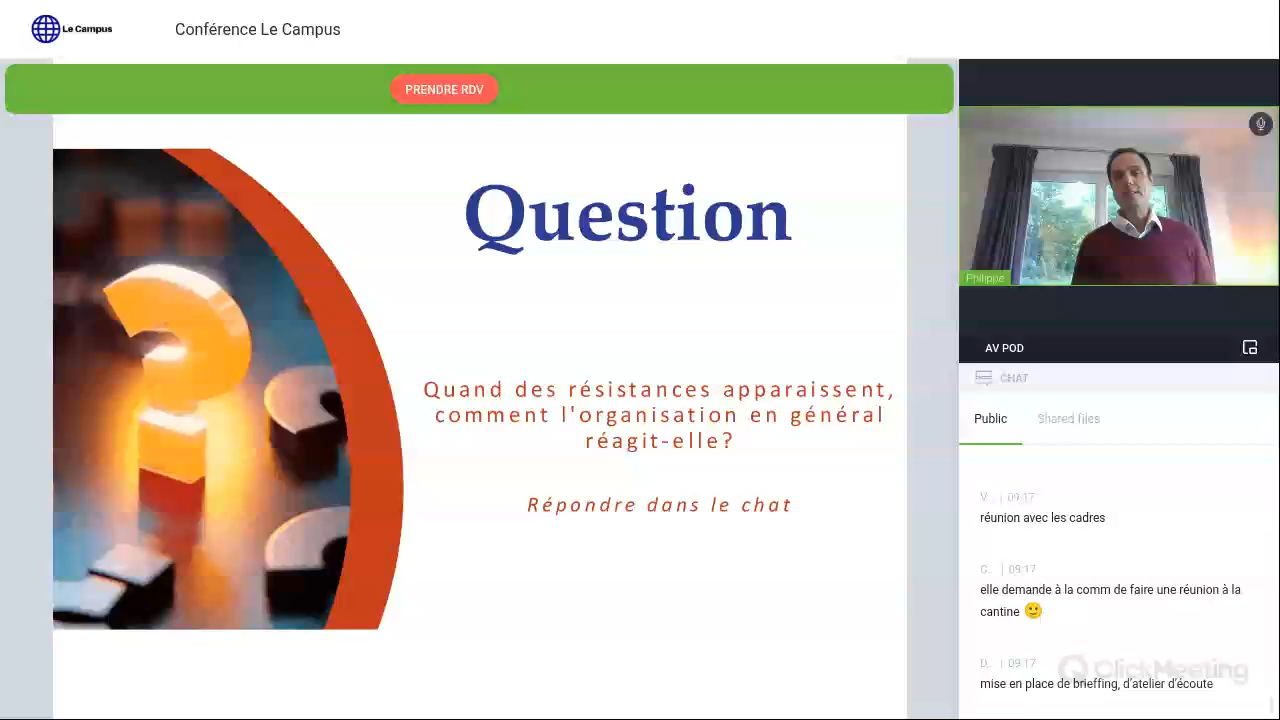 Le Campus
Conférence Le Campus
PRENDRE RDV
Question
Quand des résistances apparaissent,
comment l'organisation en général
réagit-elle?
Répondre dans le chat
Philippe
AV POD
CHAT
Public
Shared files
V... | 09:17
réunion avec les cadres
C... | 09:17
elle demande à la comm de faire une réunion à la
cantine 🙂
D... | 09:17
mise en place de brieffing, d'atelier d'écoute
ClickMeeting